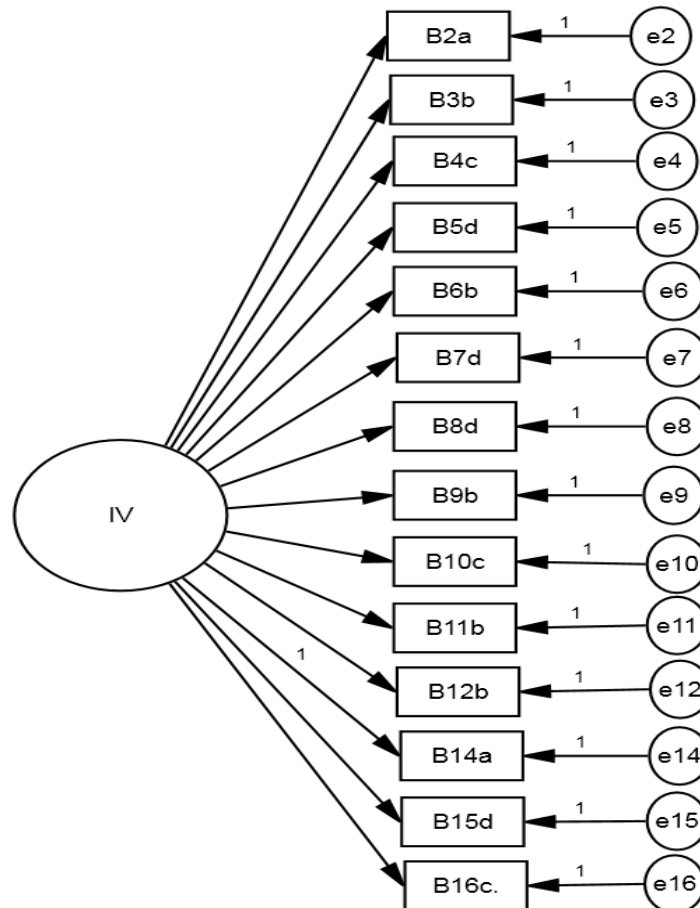 B2a 1 e2
B3b 1 e3
B4c 1 e4
B5d 1 e5
B6b 1 e6
B7d 1 e7
B8d 1 e8
IV B9b 1 e9
B10c 1 e10
B11b 1 e11
1 B12b 1 e12
B14a 1 e14
B15d 1 e15
B16c. 1 e16